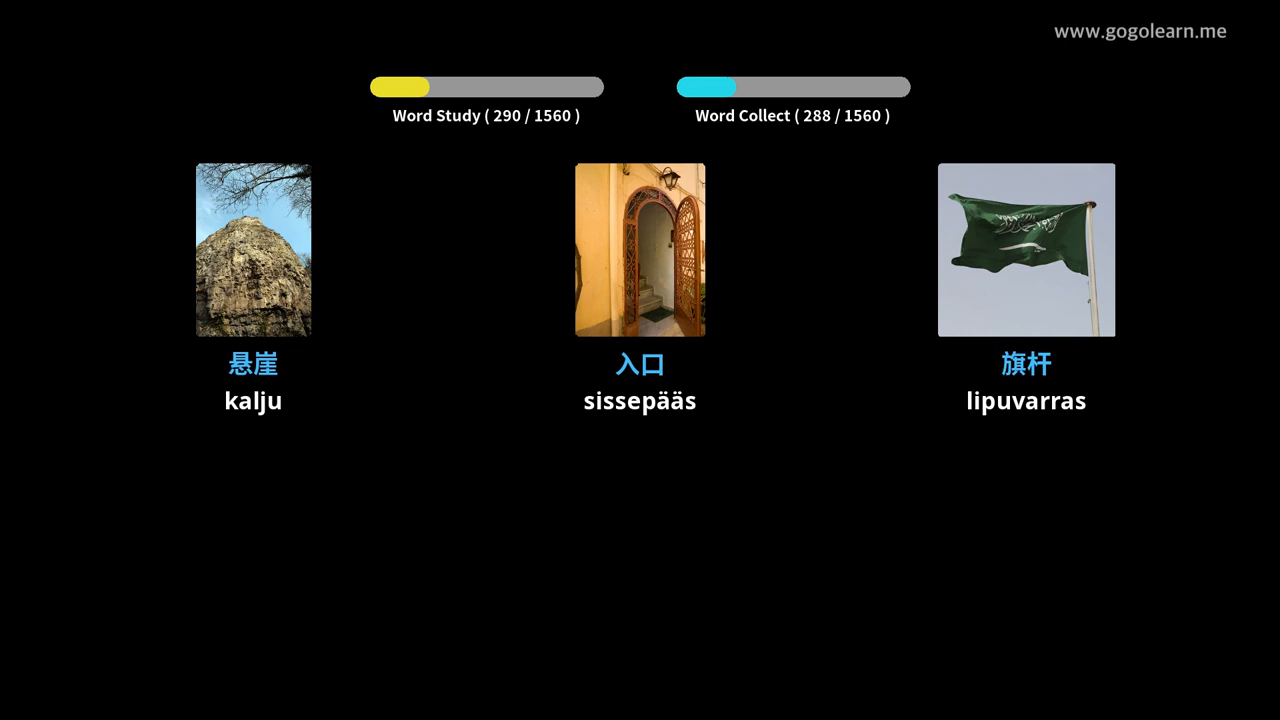 www.gogolearn.me
Word Study ( 290 / 1560 )
Word Collect ( 288 / 1560 )
悬崖
kalju
入口
sissepääs
旗杆
lipuvarras